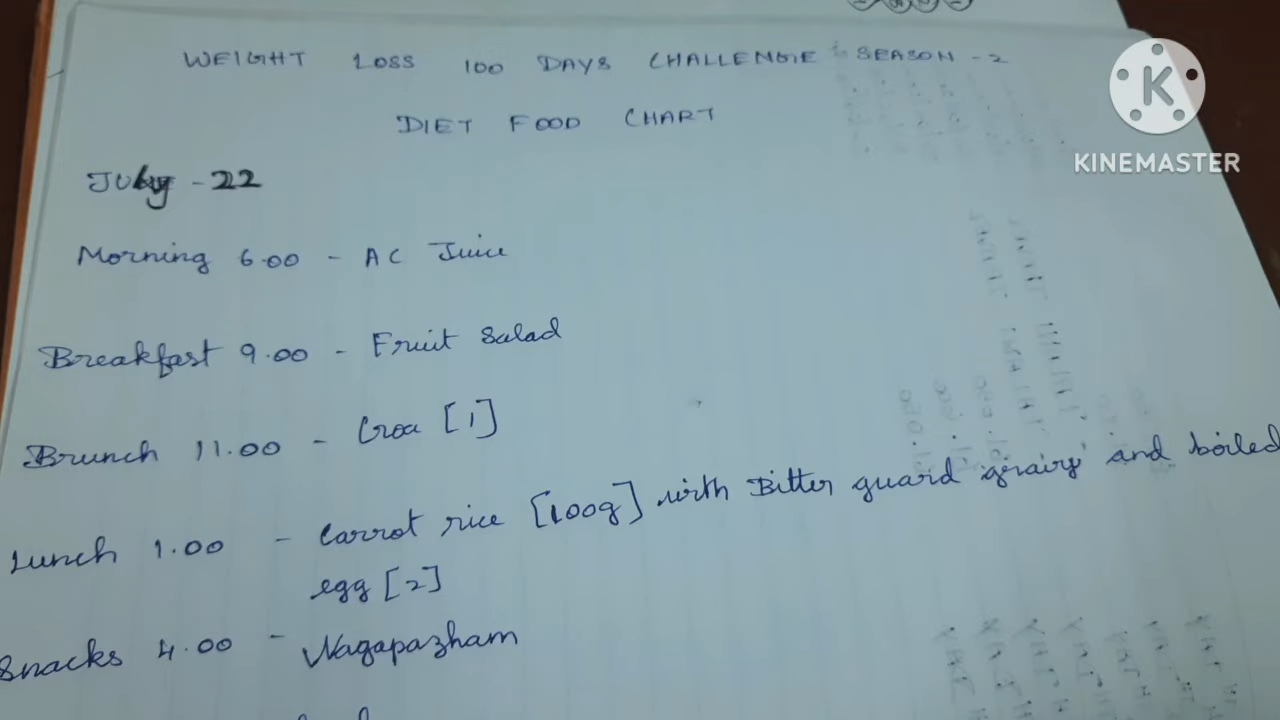 WEIGHT LOSS 100 DAYS CHALLENGE SEASON - 2
DIET FOOD CHART
K
KINEMASTER
July - 22
Morning 6.00 - AC Juice
Breakfast 9.00 - Fruit Salad
Brunch 11.00 - Croa [1]
Lunch 1.00 - Carrot rice [100g] with Bitter guard 'grairy' and boiled
egg [2]
Snacks 4.00 - Nagapazham